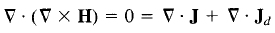 ∇ · (∇ × H) = 0 = ∇ · J + ∇ · J_d